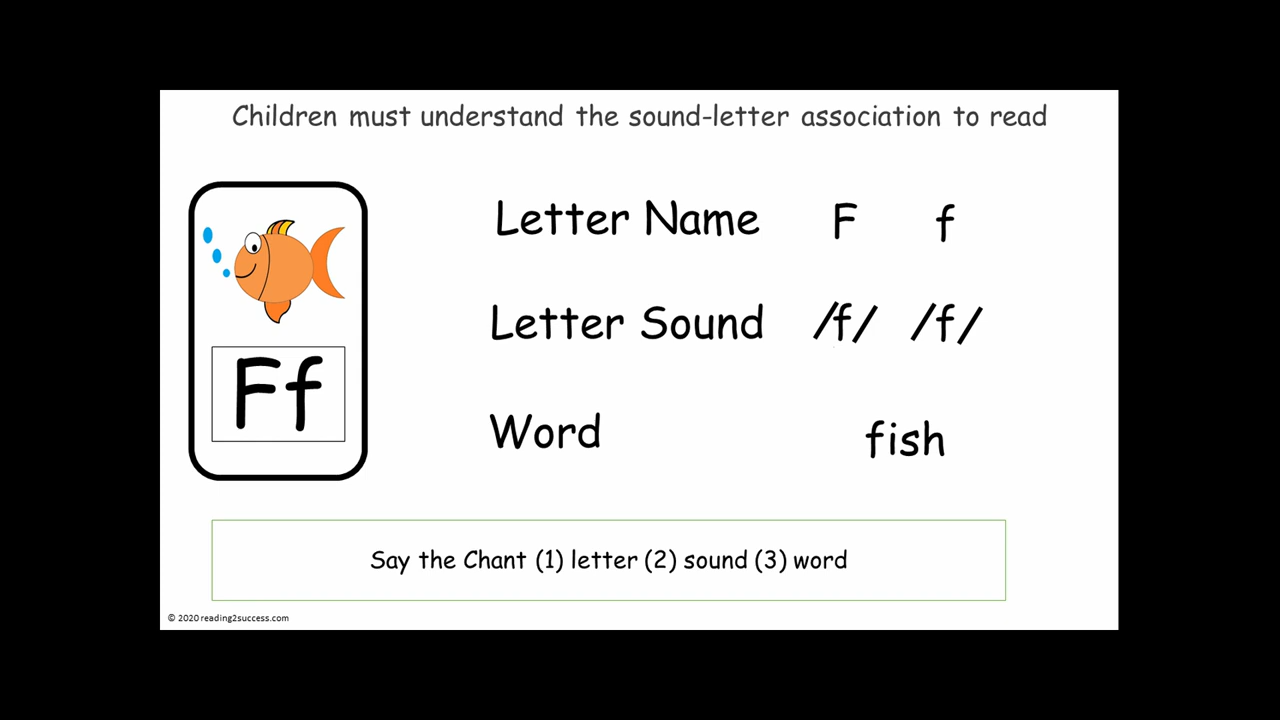 Children must understand the sound-letter association to read
Letter Name F f
Letter Sound /f/ /f/
Ff
Word fish
Say the Chant (1) letter (2) sound (3) word
© 2020 reading2success.com